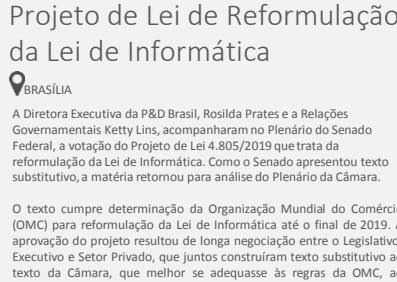 Projeto de Lei de Reformulação
da Lei de Informática
BRASÍLIA
A Diretora Executiva da P&D Brasil, Rosilda Prates e a Relações
Governamentais Ketty Lins, acompanharam no Plenário do Senado
Federal, a votação do Projeto de Lei 4.805/2019 que trata da
reformulação da Lei de Informática. Como o Senado apresentou texto
substitutivo, a matéria retornou para análise do Plenário da Câmara.
O texto cumpre determinação da Organização Mundial do Comérci
(OMC) para reformulação da Lei de Informática até o final de 2019.
aprovação do projeto resultou de longa negociação entre o Legislativo
Executivo e Setor Privado, que juntos construíram texto substitutivo a
texto da Câmara, que melhor se adequasse às regras da OMC, a